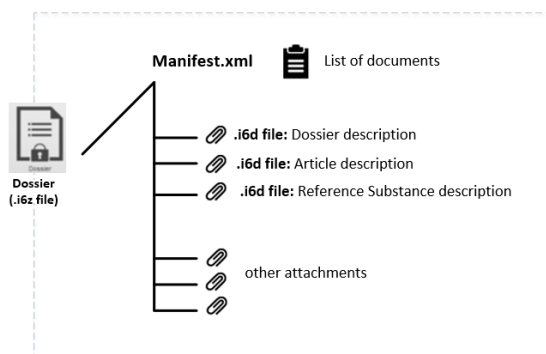 Manifest.xml
List of documents
.i6d file: Dossier description
.i6d file: Article description
.i6d file: Reference Substance description
Dossier
Dossier
(.i6z file)
other attachments